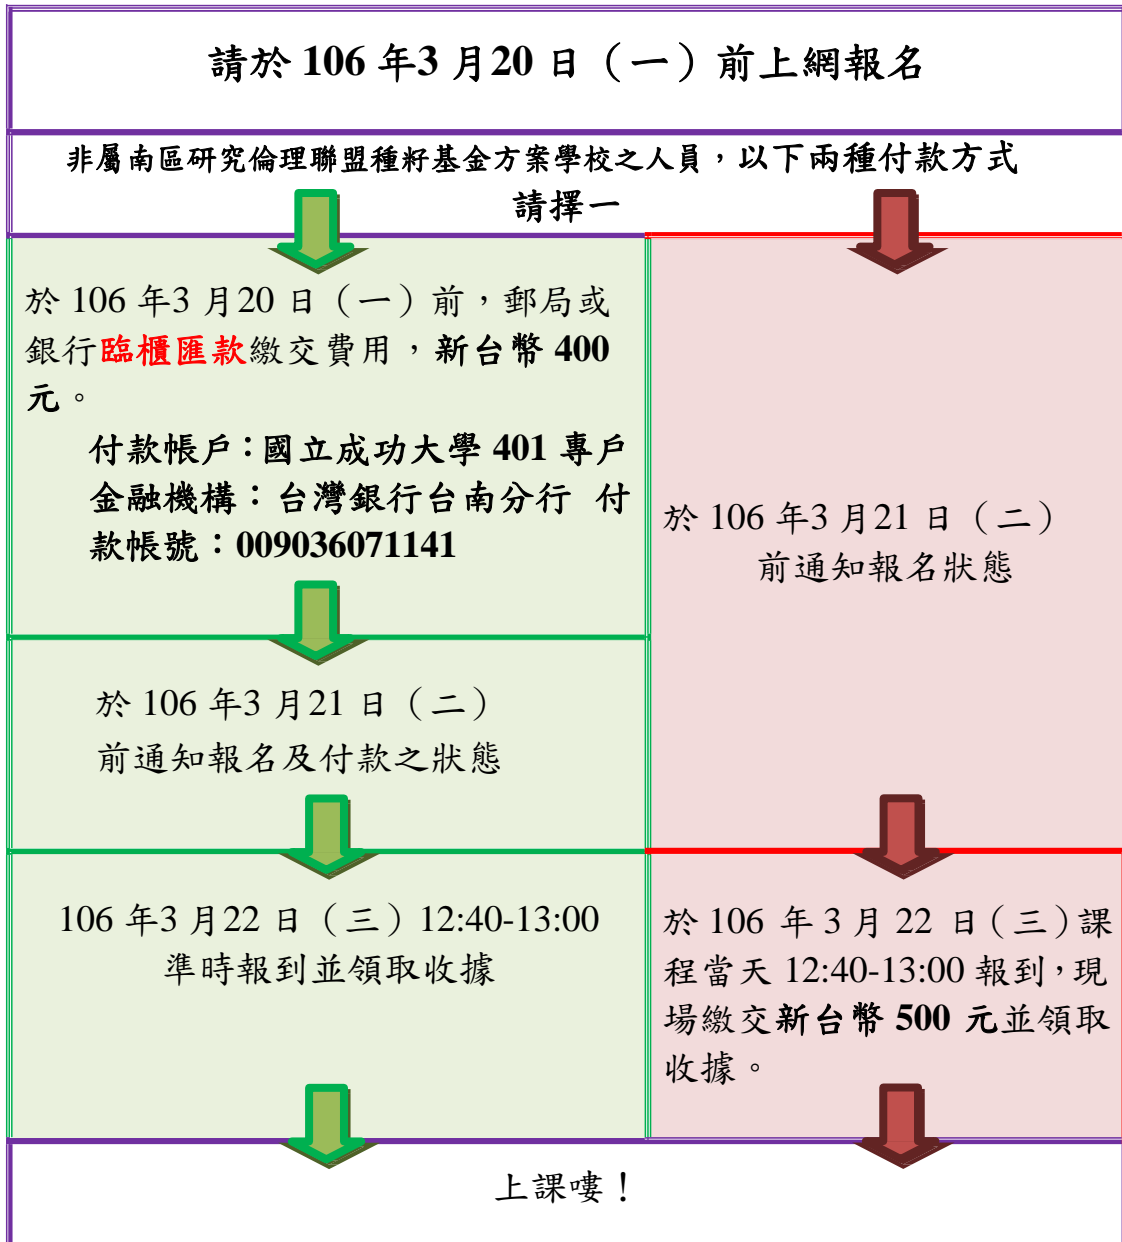 請於 106 年3 月20 日（一）前上網報名
非屬南區研究倫理聯盟種籽基金方案學校之人員，以下兩種付款方式
請擇一
於 106 年3 月20 日（一）前，郵局或
銀行臨櫃匯款繳交費用，新台幣 400
元。
付款帳戶：國立成功大學 401 專戶
金融機構：台灣銀行台南分行 付
款帳號：009036071141
於 106 年3 月21 日（二）
前通知報名及付款之狀態
106 年3 月22 日（三）12:40-13:00
準時報到並領取收據
於 106 年3 月21 日（二）
前通知報名狀態
於 106 年 3 月 22 日（三）課
程當天 12:40-13:00 報到，現
場繳交新台幣 500 元並領取
收據。
上課嘍！